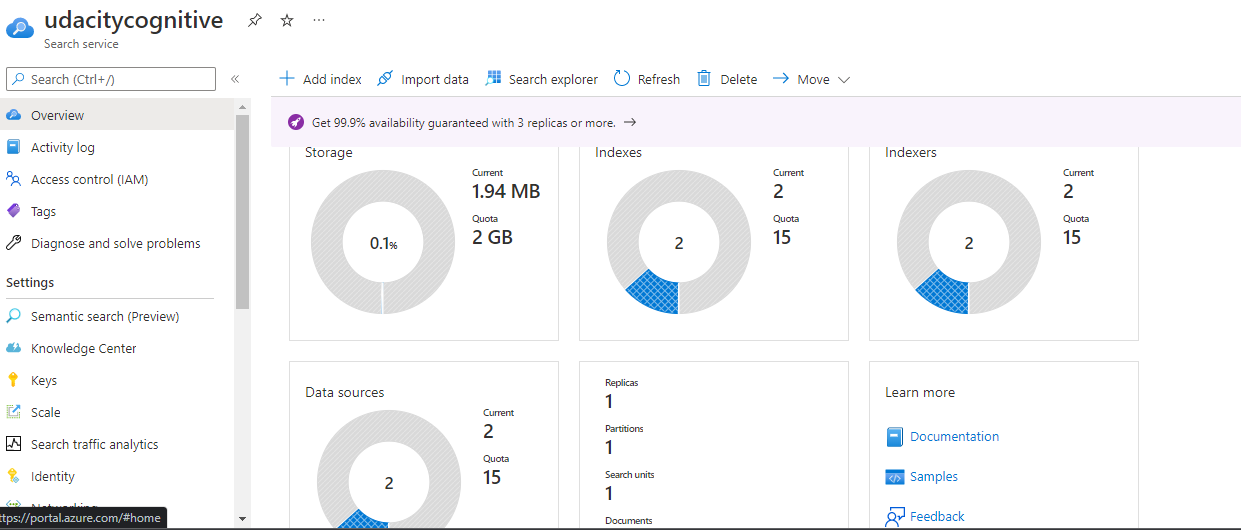 udacitycognitive
Search service
Search (Ctrl+/)
Overview
Activity log
Access control (IAM)
Tags
Diagnose and solve problems
Settings
Semantic search (Preview)
Knowledge Center
Keys
Scale
Search traffic analytics
Identity
Networking
ttps://portal.azure.com/#home
Add index Import data Search explorer Refresh Delete Move
Get 99.9% availability guaranteed with 3 replicas or more.
Storage
Current
1.94 MB
Quota
2 GB
0.1%
Indexes
Current
2
Quota
15
2
Indexers
Current
2
Quota
15
2
Data sources
Current
2
Quota
15
2
Replicas
1
Partitions
1
Search units
1
Documents
Learn more
Documentation
Samples
Feedback